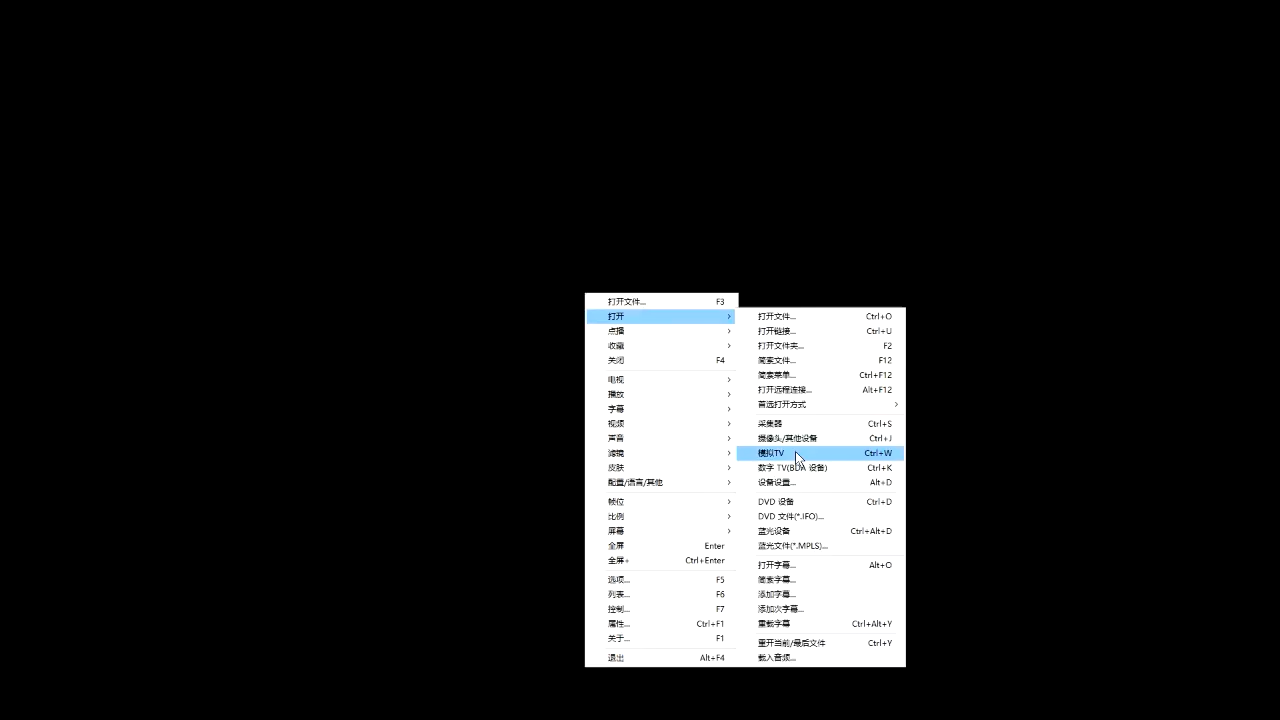 打开文件... F3
打开
点播
收藏
关闭 F4
电视
播放
字幕
视频
声音
滤镜
皮肤
配置/语言/其他
帧位
比例
屏幕
全屏 Enter
全屏+ Ctrl+Enter
选项... F5
列表... F6
控制... F7
属性... Ctrl+F1
关于... F1
退出 Alt+F4
打开文件... Ctrl+O
打开链接... Ctrl+U
打开文件夹... F2
简索文件... F12
简索菜单... Ctrl+F12
打开远程连接... Alt+F12
首选打开方式
采集器 Ctrl+S
摄像头/其他设备 Ctrl+J
模拟TV Ctrl+W
数字 TV(BDA 设备) Ctrl+K
设备设置... Alt+D
DVD 设备 Ctrl+D
DVD 文件(*.IFO)...
蓝光设备 Ctrl+Alt+D
蓝光文件(*.MPLS)...
打开字幕... Alt+O
简索字幕...
添加字幕...
添加次字幕...
重载字幕 Ctrl+Alt+Y
重开当前/最后文件 Ctrl+Y
载入音频...